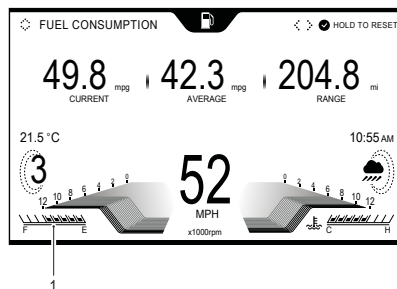 FUEL CONSUMPTION
HOLD TO RESET
49.8 mpg
CURRENT
42.3 mpg
AVERAGE
204.8 mi
RANGE
21.5 °C
10:55 AM
3
52
MPH
x1000rpm
12 10 8 6 4 2 0
0 2 4 6 8 10 12
F E
C H
1